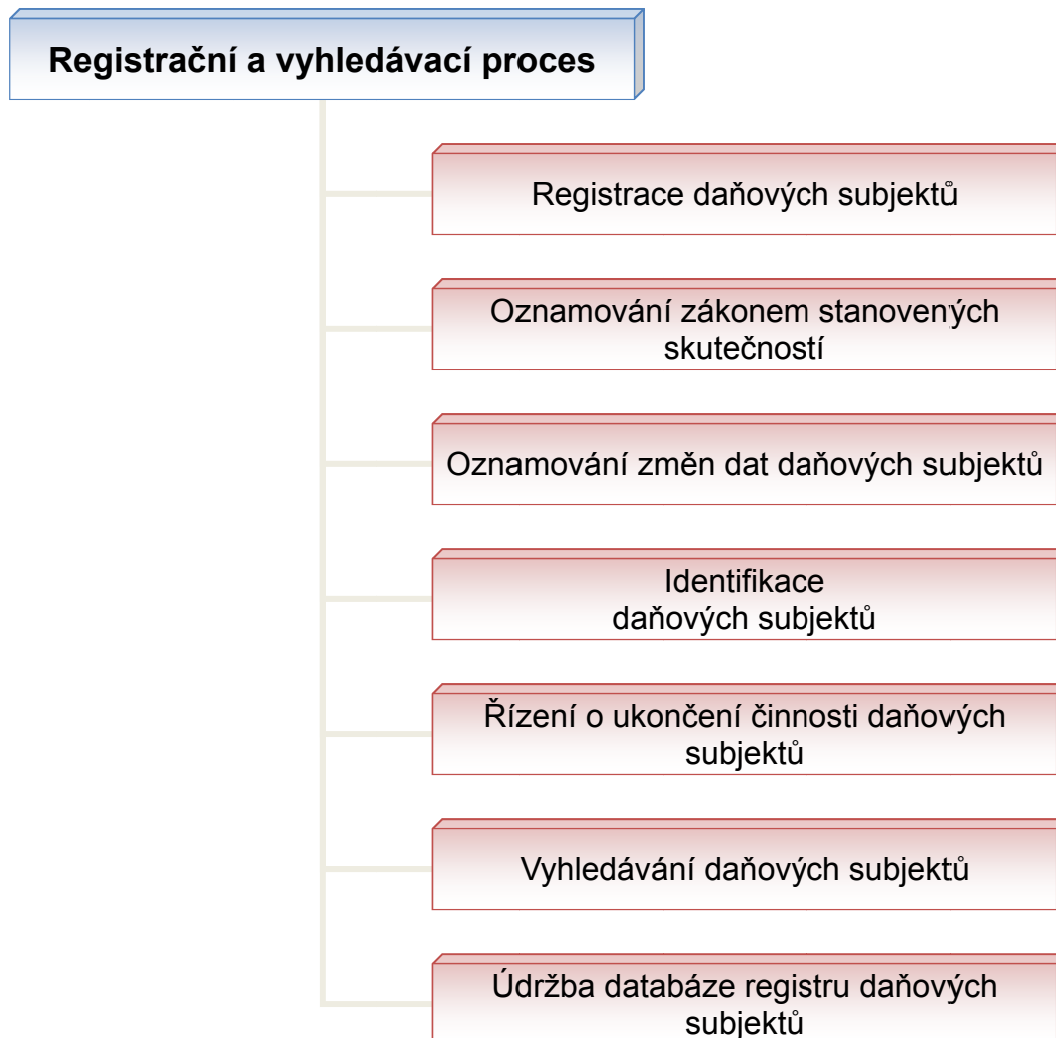 Registrační a vyhledávací proces
Registrace daňových subjektů
Oznamování zákonem stanovených
skutečností
Oznamování změn dat daňových subjektů
Identifikace
daňových subjektů
Řízení o ukončení činnosti daňových
subjektů
Vyhledávání daňových subjektů
Údržba databáze registru daňových
subjektů